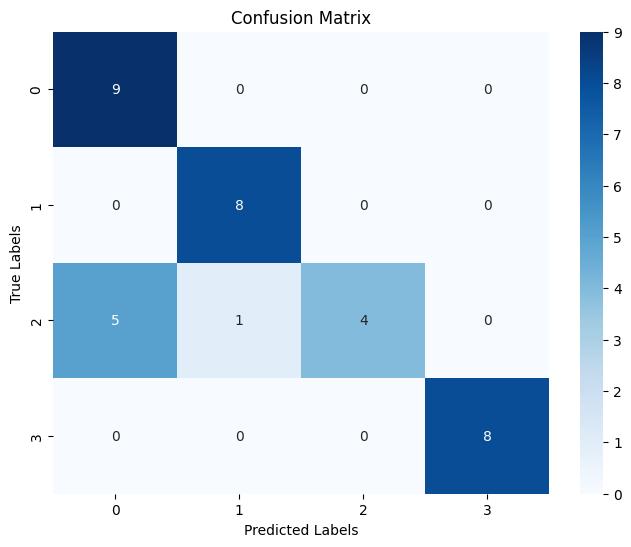 Confusion Matrix
True Labels
0 9 0 0 0
1 0 8 0 0
2 5 1 4 0
3 0 0 0 8
0 1 2 3
Predicted Labels
9
8
7
6
5
4
3
2
1
0